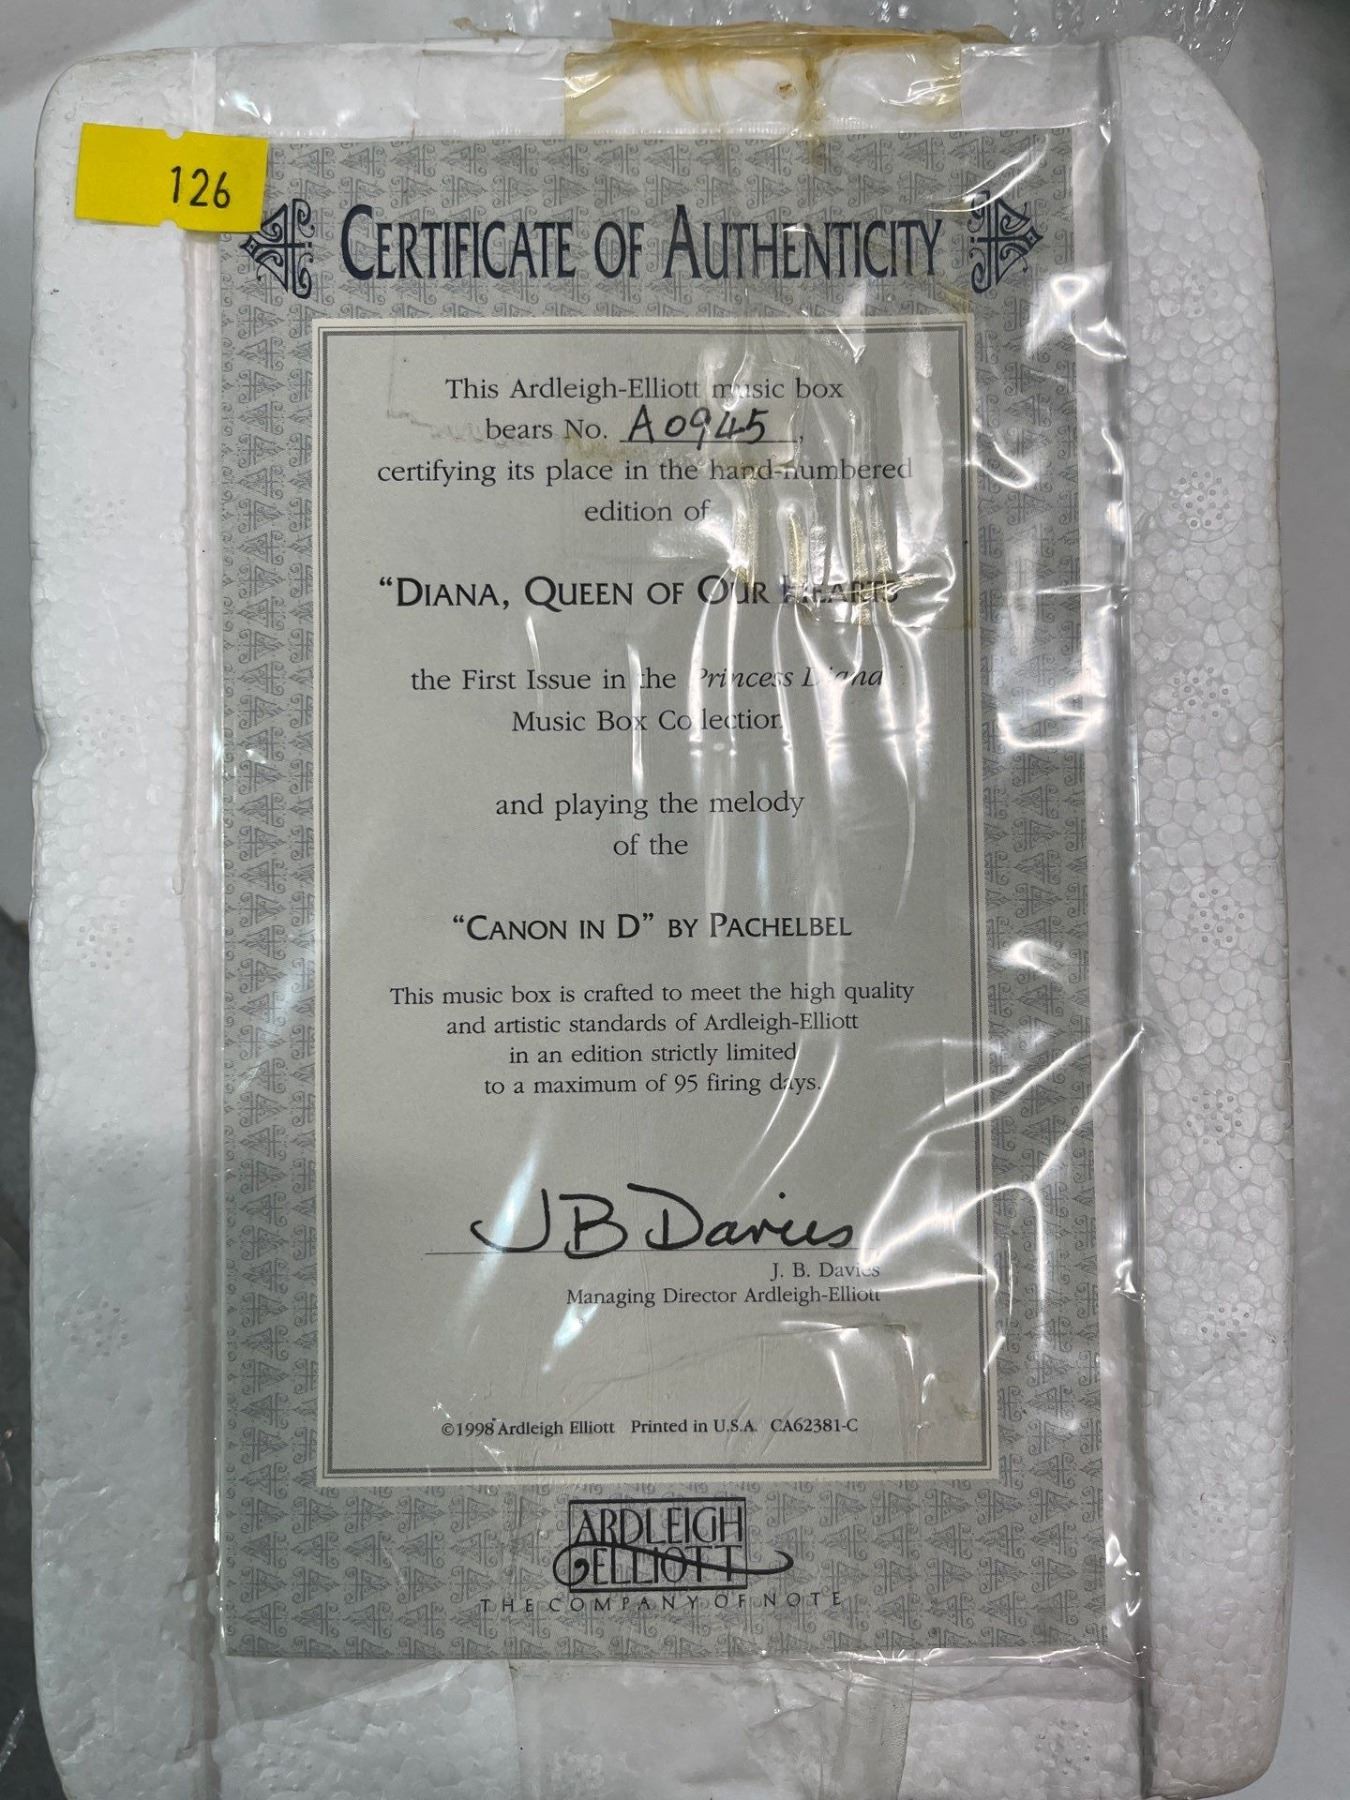 126
CERTIFICATE OF AUTHENTICITY
This Ardleigh-Elliott music box
bears No. A0945,
certifying its place in the hand-numbered
edition of
“DIANA, QUEEN OF OUR HEARTS”
the First Issue in the Princess Diana
Music Box Collection
and playing the melody
of the
“CANON IN D” BY PACHELBEL
This music box is crafted to meet the high quality
and artistic standards of Ardleigh-Elliott
in an edition strictly limited
to a maximum of 95 firing days.
J B Davies
J. B. Davies
Managing Director Ardleigh-Elliott
©1998 Ardleigh Elliott Printed in U.S.A. CA62381-C
ARDLEIGH
ELLIOTT
THE COMPANY OF NOTE